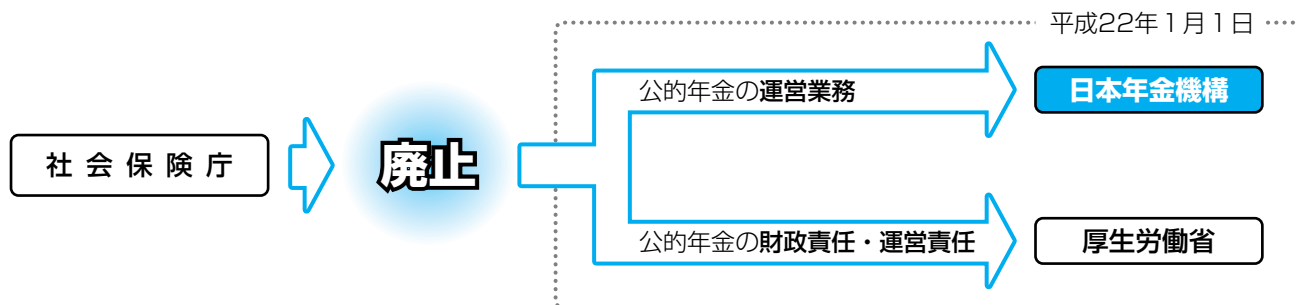 平成22年1月1日
公的年金の運営業務
日本年金機構
社会保険庁
廃止
公的年金の財政責任・運営責任
厚生労働省